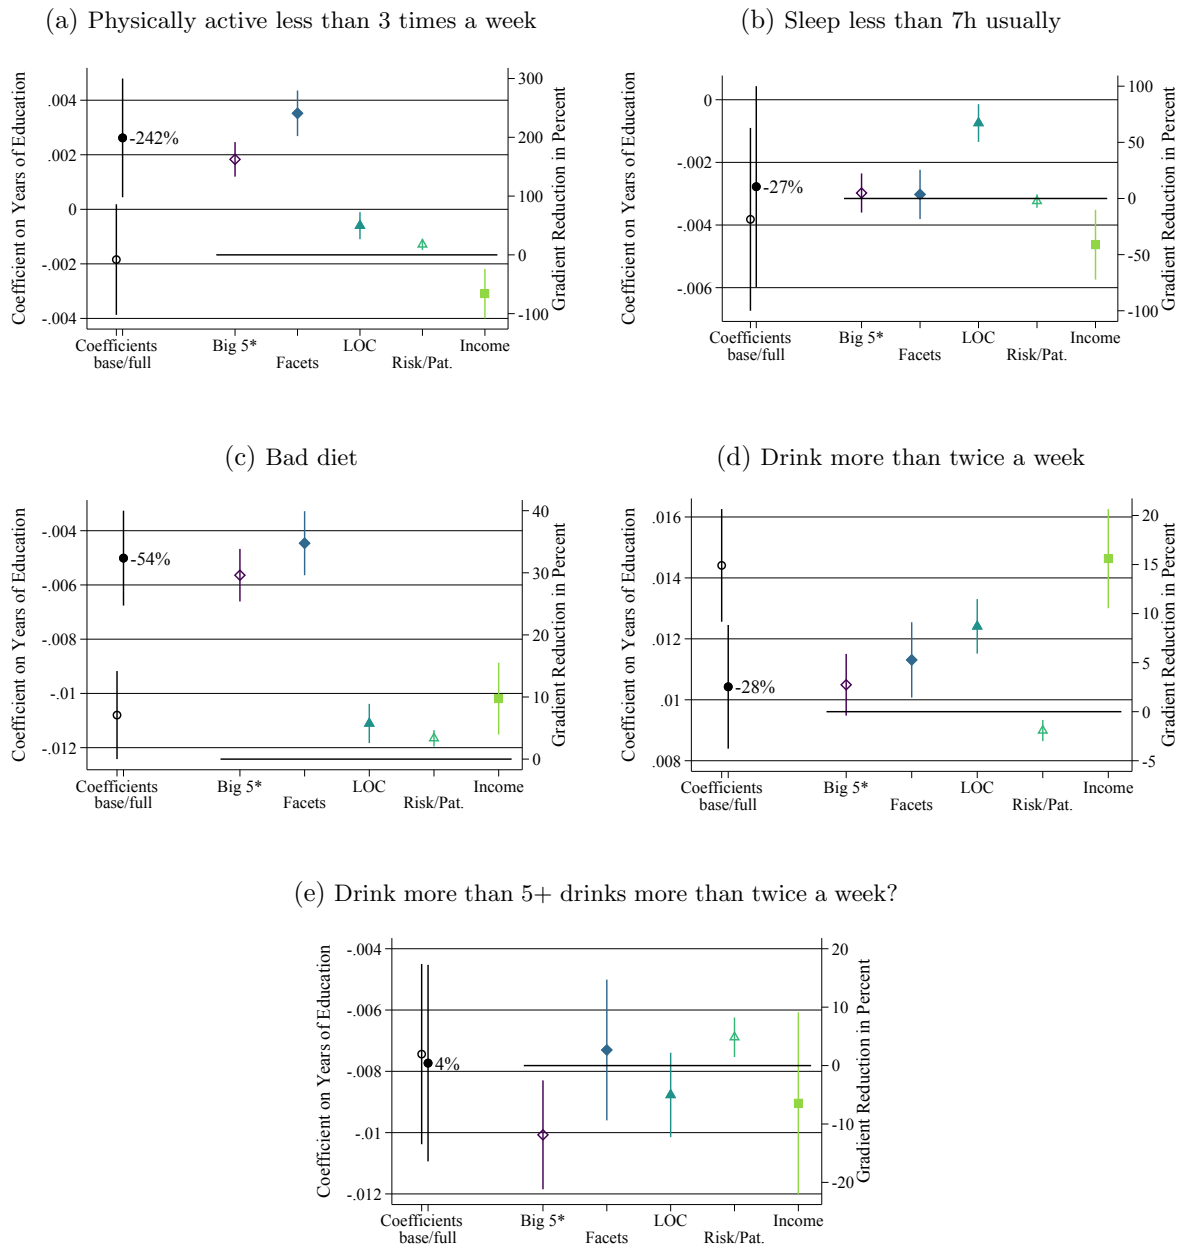 (a) Physically active less than 3 times a week
Coefficient on Years of Education
.004
.002
0
-.002
-.004
-242%
300
200
100
0
-100
Gradient Reduction in Percent
Coefficients
base/full
Big 5*
Facets
LOC
Risk/Pat.
Income
(b) Sleep less than 7h usually
Coefficient on Years of Education
0
-.002
-.004
-.006
-27%
100
50
0
-50
-100
Gradient Reduction in Percent
Coefficients
base/full
Big 5*
Facets
LOC
Risk/Pat.
Income
(c) Bad diet
Coefficient on Years of Education
-.004
-.006
-.008
-.01
-.012
-54%
40
30
20
10
0
Gradient Reduction in Percent
Coefficients
base/full
Big 5*
Facets
LOC
Risk/Pat.
Income
(d) Drink more than twice a week
Coefficient on Years of Education
.016
.014
.012
.01
.008
-28%
20
15
10
5
0
-5
Gradient Reduction in Percent
Coefficients
base/full
Big 5*
Facets
LOC
Risk/Pat.
Income
(e) Drink more than 5+ drinks more than twice a week?
Coefficient on Years of Education
-.004
-.006
-.008
-.01
-.012
4%
20
10
0
-10
-20
Gradient Reduction in Percent
Coefficients
base/full
Big 5*
Facets
LOC
Risk/Pat.
Income